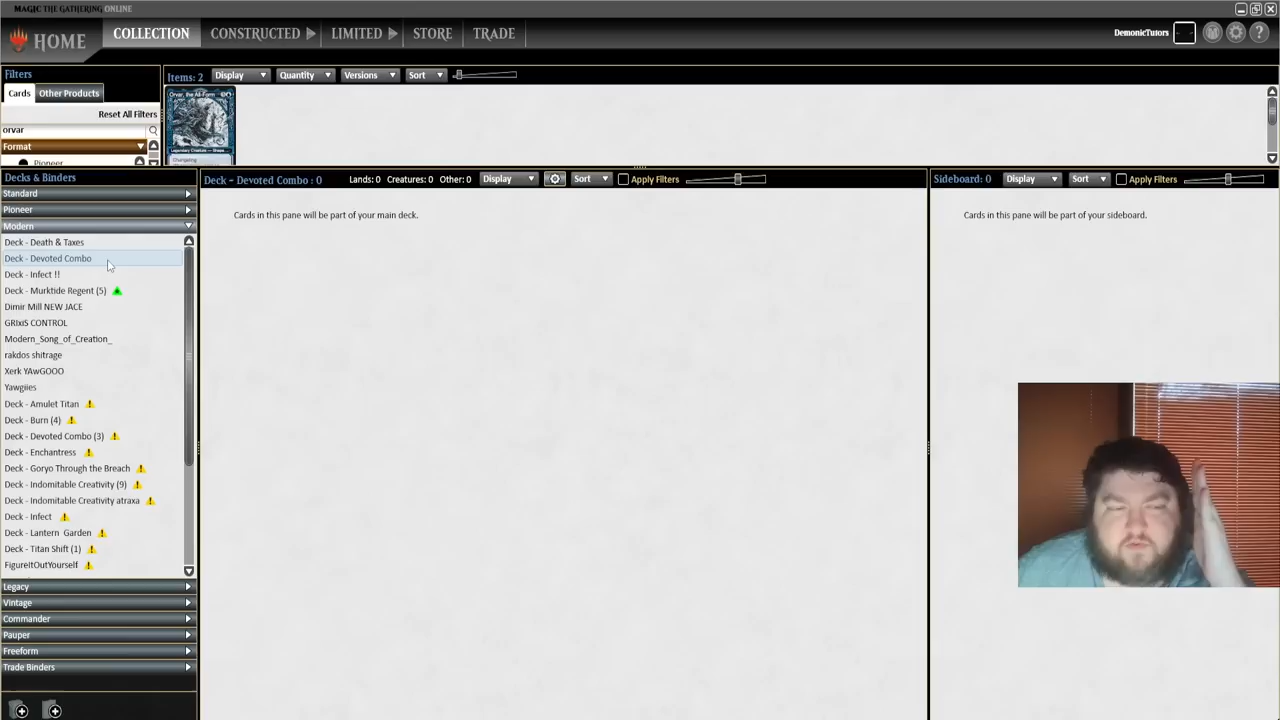 MAGIC THE GATHERING ONLINE
HOME
COLLECTION
CONSTRUCTED
LIMITED
STORE
TRADE
DemonicTutors
Filters
Cards
Other Products
Reset All Filters
orvar
Format
Pioneer
Items: 2
Display
Quantity
Versions
Sort
Orvar, the All-Form
Changeling
Decks & Binders
Standard
Pioneer
Modern
Deck - Death & Taxes
Deck - Devoted Combo
Deck - Infect !!
Deck - Murktide Regent (5)
Dimir Mill NEW JACE
GRIxiS CONTROL
Modern_Song_of_Creation_
rakdos shitrage
Xerk YAwGOOO
Yawgiies
Deck - Amulet Titan
Deck - Burn (4)
Deck - Devoted Combo (3)
Deck - Enchantress
Deck - Goryo Through the Breach
Deck - Indomitable Creativity (9)
Deck - Indomitable Creativity atraxa
Deck - Infect
Deck - Lantern Garden
Deck - Titan Shift (1)
FigureItOutYourself
Legacy
Vintage
Commander
Pauper
Freeform
Trade Binders
Deck - Devoted Combo : 0
Lands: 0 Creatures: 0 Other: 0
Display
Sort
Apply Filters
Cards in this pane will be part of your main deck.
Sideboard: 0
Display
Sort
Apply Filters
Cards in this pane will be part of your sideboard.